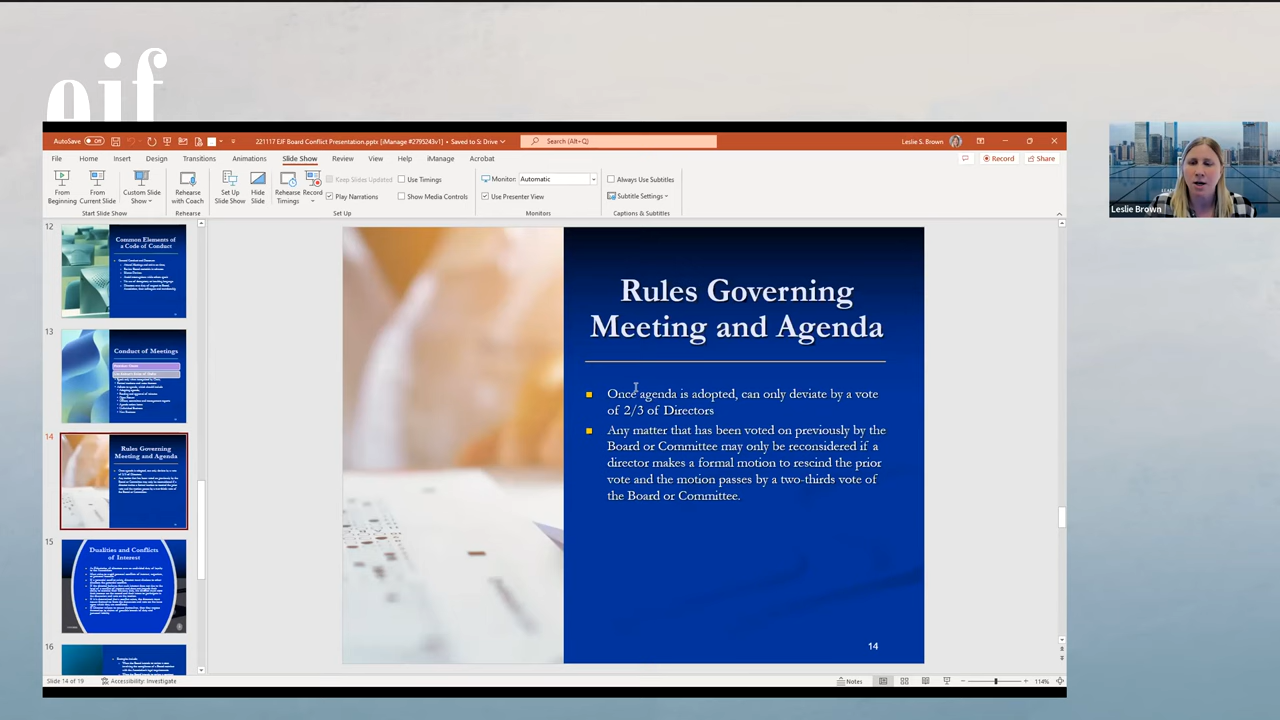 eif
AutoSave Off
221117 EJF Board Conflict Presentation.pptx [iManage #2795243v1] • Saved to S: Drive
Search (Alt+Q)
Leslie S. Brown
File Home Insert Design Transitions Animations Slide Show Review View Help iManage Acrobat
Record Share
From Beginning
From Current Slide
Custom Slide Show
Rehearse with Coach
Set Up Slide Show
Hide Slide
Rehearse Timings
Record
Keep Slides Updated
Play Narrations
Use Timings
Show Media Controls
Monitor: Automatic
Use Presenter View
Always Use Subtitles
Subtitle Settings
Start Slide Show Rehearse Set Up Monitors Captions & Subtitles
Leslie Brown
12
Common Elements of
a Code of Conduct
13
Conduct of Meetings
14
Rules Governing
Meeting and Agenda
15
Dualities and Conflicts
of Interest
16
Rules Governing
Meeting and Agenda
Once agenda is adopted, can only deviate by a vote
of 2/3 of Directors
Any matter that has been voted on previously by the
Board or Committee may only be reconsidered if a
director makes a formal motion to rescind the prior
vote and the motion passes by a two-thirds vote of
the Board or Committee.
14
Slide 14 of 19 Accessibility: Investigate
Notes
114%